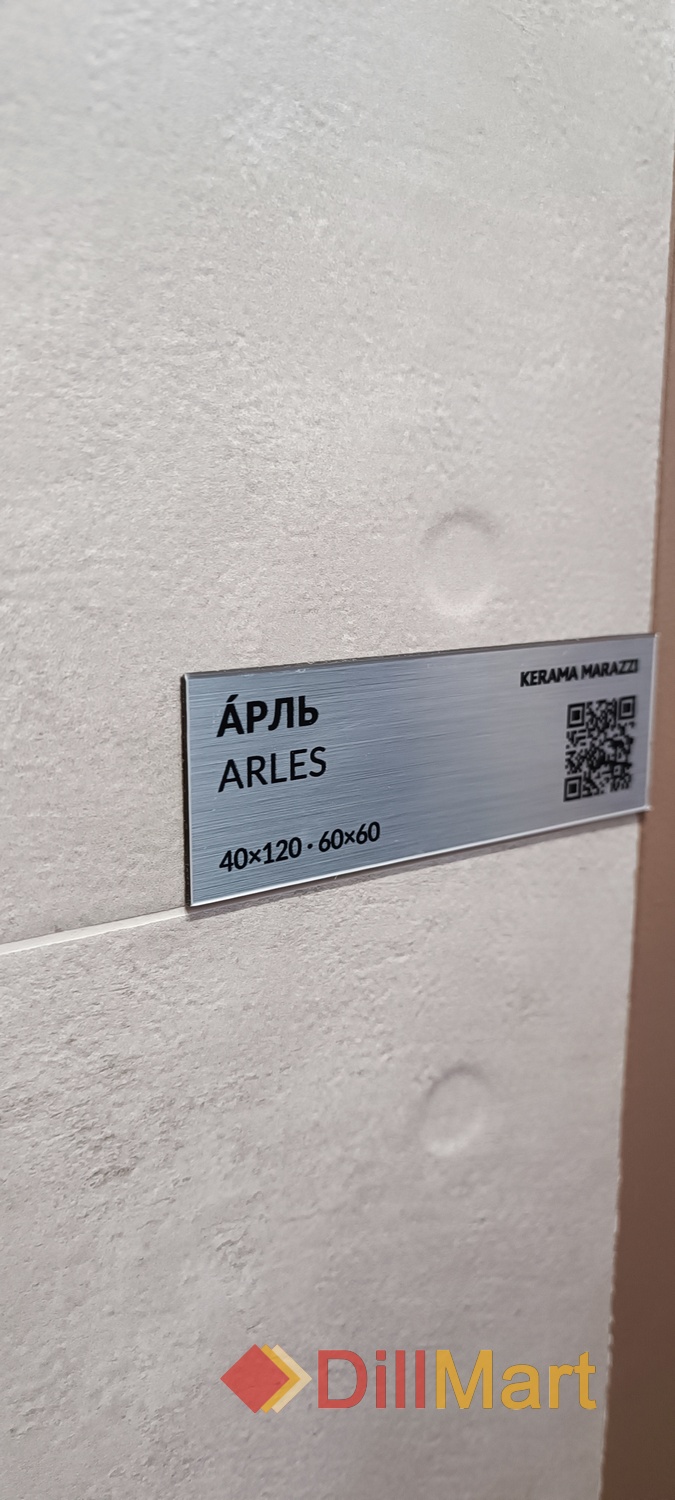 KERAMA MARAZZI
А́РЛЬ
ARLES
40×120 · 60×60
DillMart